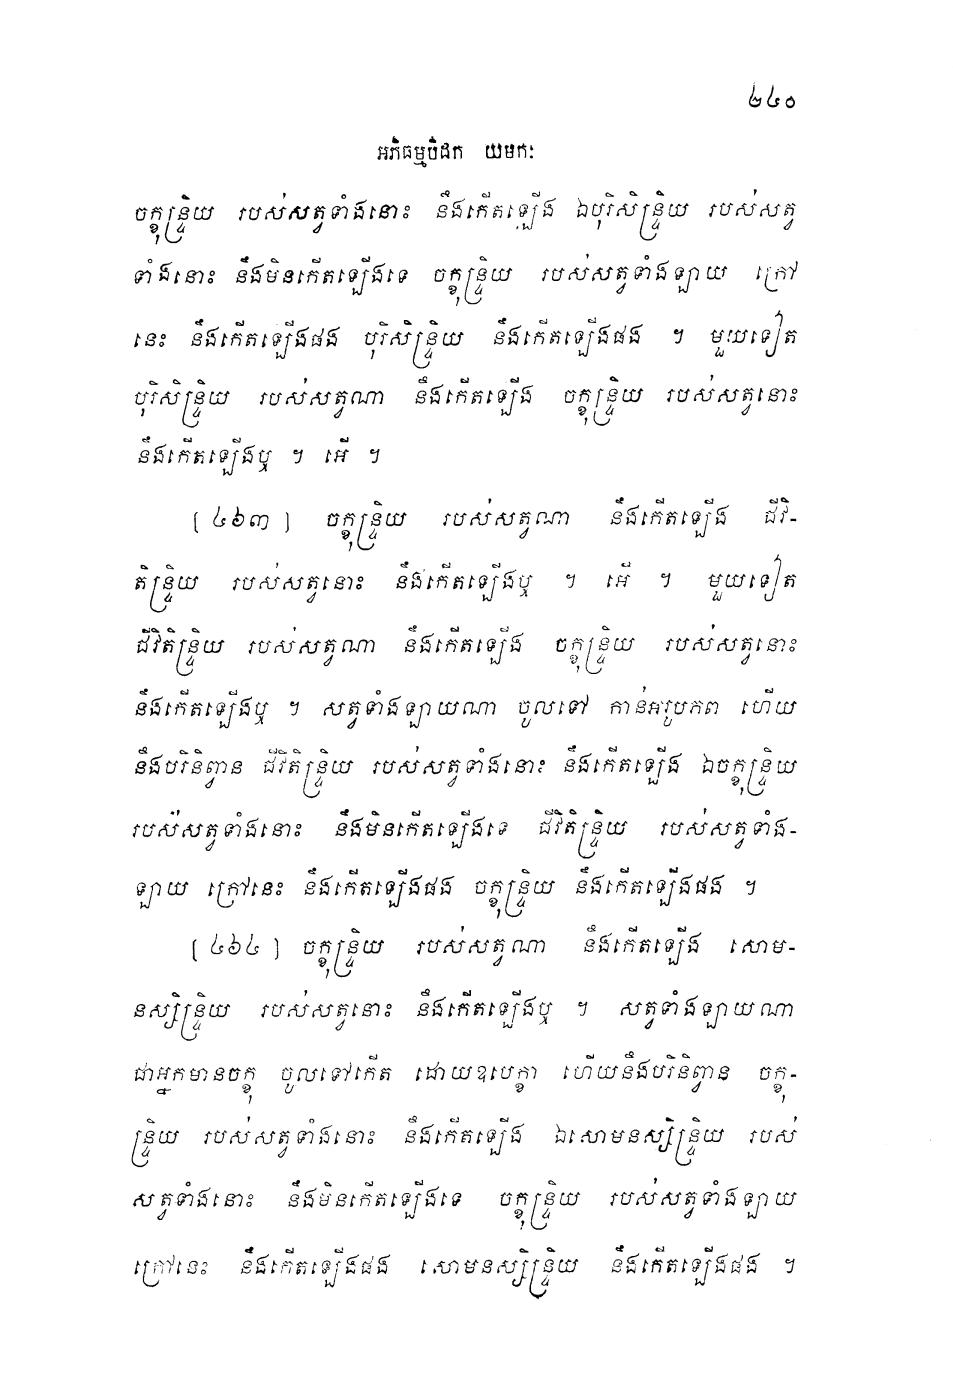 ២៤០
អភិធម្មបិដក យមកៈ
ចក្ខុន្ទ្រិយ របស់សត្វទាំងនោះ នឹងកើតឡើង ឯបុរិសិន្ទ្រិយ របស់សត្វ
ទាំងនោះ នឹងមិនកើតឡើងទេ ចក្ខុន្ទ្រិយ របស់សត្វទាំងឡាយ ក្រៅ
នេះ នឹងកើតឡើងផង បុរិសិន្ទ្រិយ នឹងកើតឡើងផង ។ មួយទៀត
បុរិសិន្ទ្រិយ របស់សត្វណា នឹងកើតឡើង ចក្ខុន្ទ្រិយ របស់សត្វនោះ
នឹងកើតឡើងឬ ។ អើ ។
[ ៤៦៣ ] ចក្ខុន្ទ្រិយ របស់សត្វណា នឹងកើតឡើង ជីវិ-
តិន្ទ្រិយ របស់សត្វនោះ នឹងកើតឡើងឬ ។ អើ ។ មួយទៀត
ជីវិតិន្ទ្រិយ របស់សត្វណា នឹងកើតឡើង ចក្ខុន្ទ្រិយ របស់សត្វនោះ
នឹងកើតឡើងឬ ។ សត្វទាំងឡាយណា ចូលទៅ កាន់អរូបភព ហើយ
នឹងបរិនិព្វាន ជីវិតិន្ទ្រិយ របស់សត្វទាំងនោះ នឹងកើតឡើង ឯចក្ខុន្ទ្រិយ
របស់សត្វទាំងនោះ នឹងមិនកើតឡើងទេ ជីវិតិន្ទ្រិយ របស់សត្វទាំង-
ឡាយ ក្រៅនេះ នឹងកើតឡើងផង ចក្ខុន្ទ្រិយ នឹងកើតឡើងផង ។
[ ៤៦៤ ] ចក្ខុន្ទ្រិយ របស់សត្វណា នឹងកើតឡើង សោម-
នស្សិន្ទ្រិយ របស់សត្វនោះ នឹងកើតឡើងឬ ។ សត្វទាំងឡាយណា
ជាអ្នកមានចក្ខុ ចូលទៅកើត ដោយឧបេក្ខា ហើយនឹងបរិនិព្វាន ចក្ខុ-
ន្ទ្រិយ របស់សត្វទាំងនោះ នឹងកើតឡើង ឯសោមនស្សិន្ទ្រិយ របស់
សត្វទាំងនោះ នឹងមិនកើតឡើងទេ ចក្ខុន្ទ្រិយ របស់សត្វទាំងឡាយ
ក្រៅនេះ នឹងកើតឡើងផង សោមនស្សិន្ទ្រិយ នឹងកើតឡើងផង ។